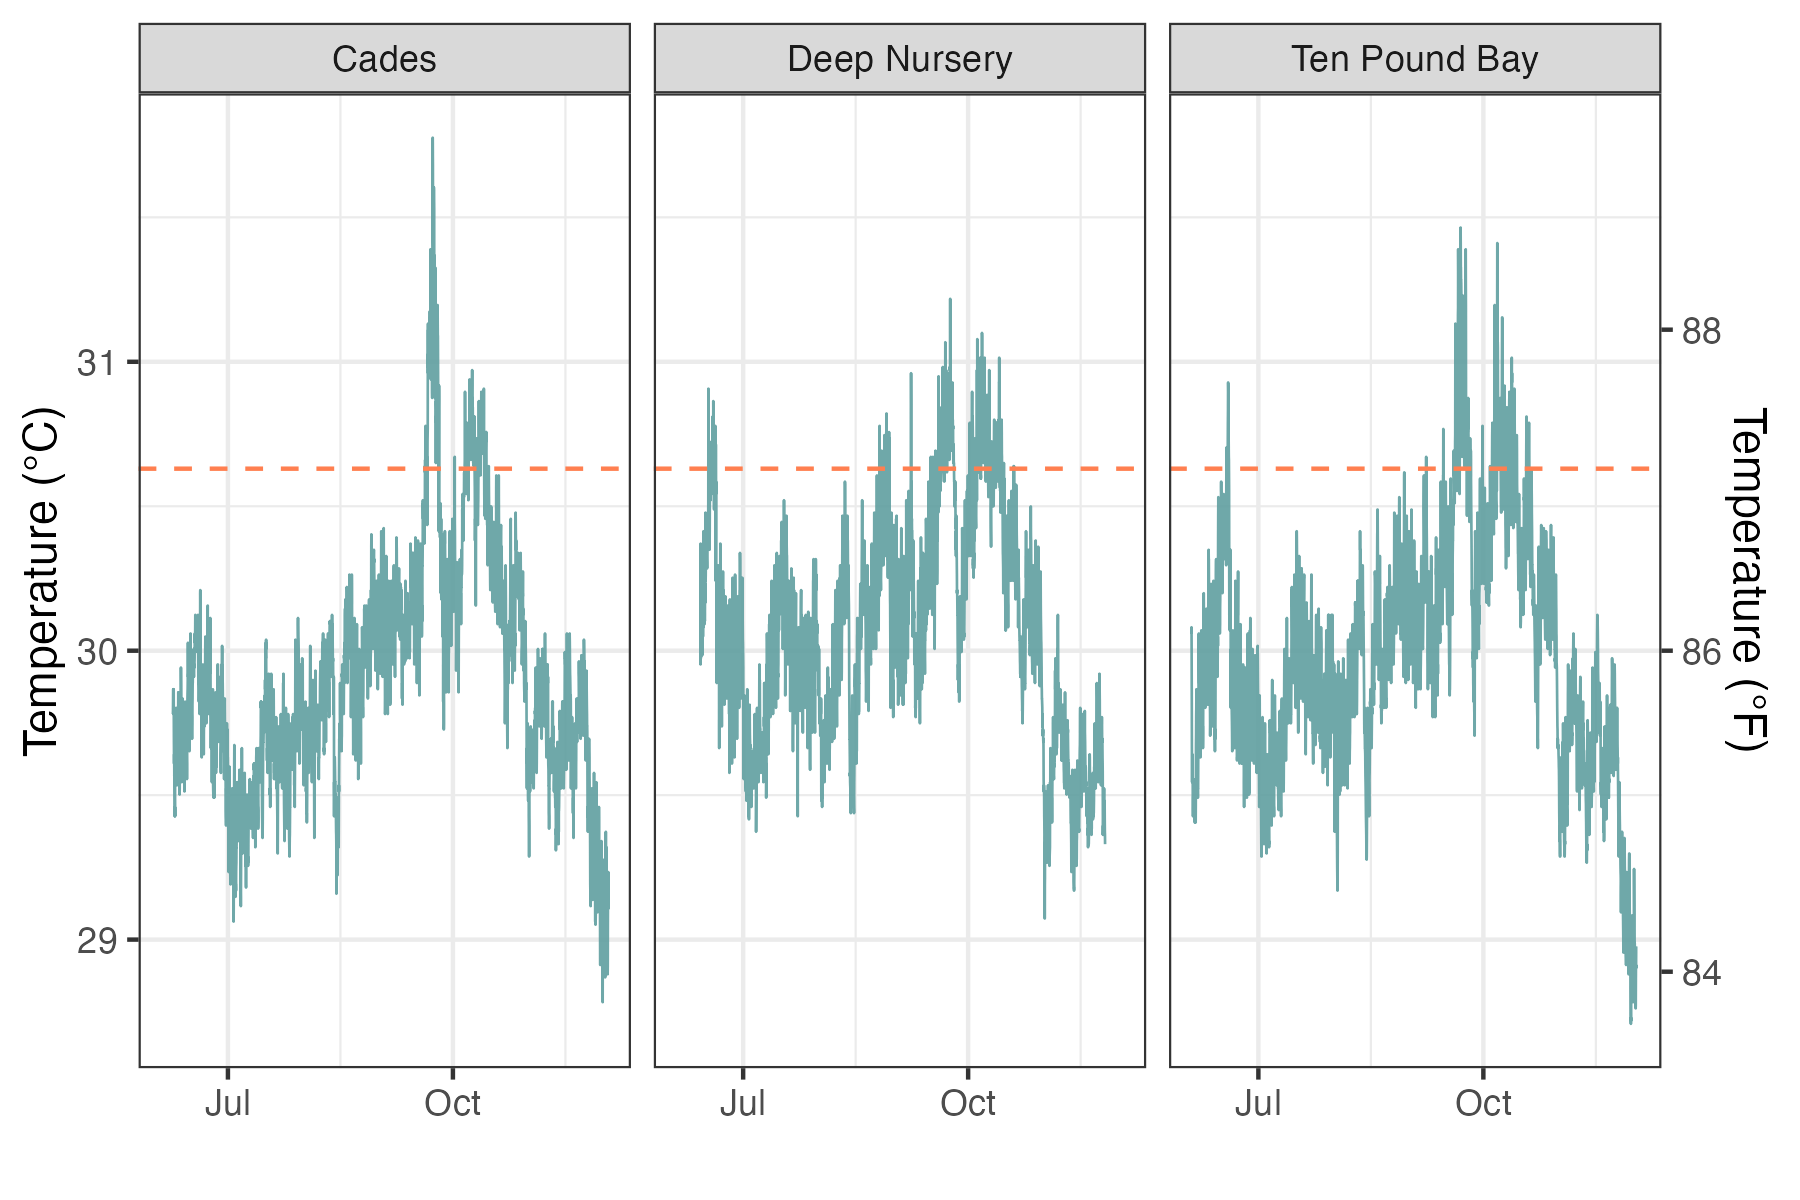 Cades
Deep Nursery
Ten Pound Bay
Temperature (°C)
31
30
29
88
86
84
Temperature (°F)
Jul
Oct
Jul
Oct
Jul
Oct